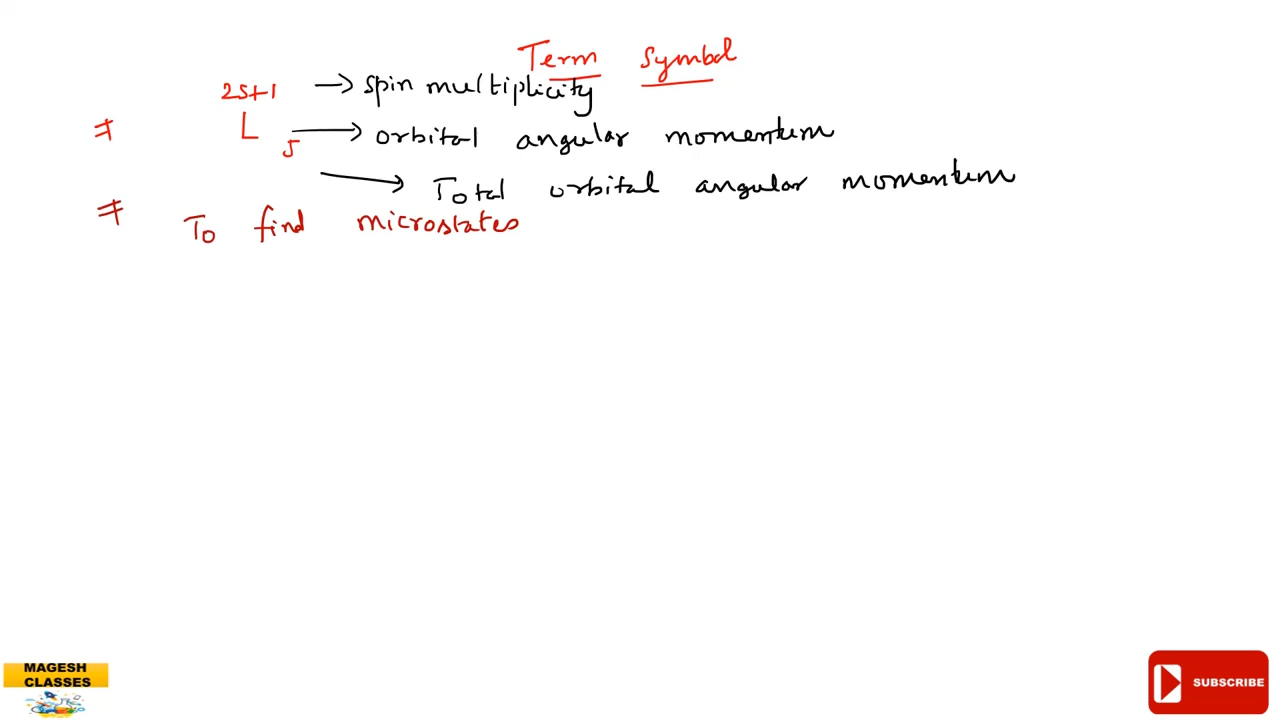 Term Symbol
2S+1 → spin multiplicity
⇒ L → orbital angular momentum
J
→ Total orbital angular momentum
⇒ To find microstates
MAGESH
CLASSES
SUBSCRIBE